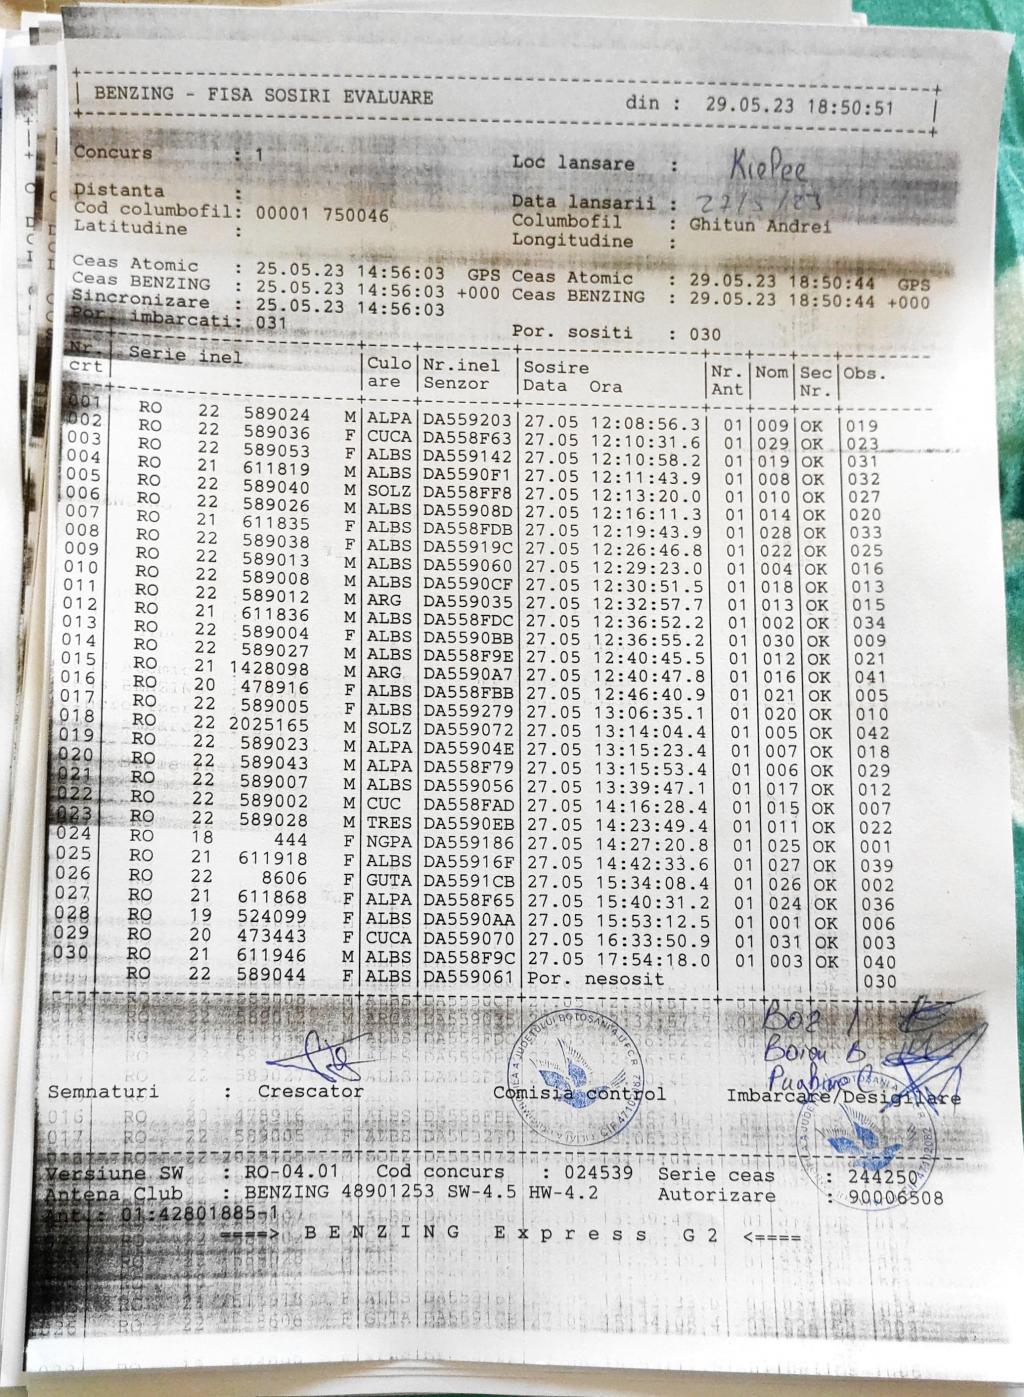 BENZING - FISA SOSIRI EVALUARE din : 29.05.23 18:50:51
Concurs : 1 Loc lansare :
Distanta : Data lansarii :
Cod columbofil: 00001 750046 Columbofil : Ghitun Andrei
Latitudine : Longitudine :
Ceas Atomic : 25.05.23 14:56:03 GPS Ceas Atomic : 29.05.23 18:50:44 GPS
Ceas BENZING : 25.05.23 14:56:03 +000 Ceas BENZING : 29.05.23 18:50:44 +000
Sincronizare : 25.05.23 14:56:03
Por. imbarcati: 031 Por. sositi : 030
Nr. Serie inel Culo Nr.inel Sosire Nr. Nom Sec Obs.
crt are Senzor Data Ora Ant Nr.
001 RO 22 589024 M ALPA DA559203 27.05 12:08:56.3 01 009 OK 019
002 RO 22 589036 F CUCA DA558F63 27.05 12:10:31.6 01 029 OK 023
003 RO 22 589053 F ALBS DA559142 27.05 12:10:58.2 01 019 OK 031
004 RO 21 611819 M ALBS DA5590F1 27.05 12:11:43.9 01 008 OK 032
005 RO 22 589040 M SOLZ DA558FF8 27.05 12:13:20.0 01 010 OK 027
006 RO 22 589026 M ALBS DA55908D 27.05 12:16:11.3 01 014 OK 020
007 RO 21 611835 F ALBS DA558FDB 27.05 12:19:43.9 01 028 OK 033
008 RO 22 589038 F ALBS DA55919C 27.05 12:26:46.8 01 022 OK 025
009 RO 22 589013 M ALBS DA559060 27.05 12:29:23.0 01 004 OK 016
010 RO 22 589008 M ALBS DA5590CF 27.05 12:30:51.5 01 018 OK 013
011 RO 22 589012 M ARG DA559035 27.05 12:32:57.7 01 013 OK 015
012 RO 21 611836 M ALBS DA558FDC 27.05 12:36:52.2 01 002 OK 034
013 RO 22 589004 F ALBS DA5590BB 27.05 12:36:55.2 01 030 OK 009
014 RO 22 589027 M ALBS DA558F9E 27.05 12:40:45.5 01 012 OK 021
015 RO 21 1428098 M ARG DA5590A7 27.05 12:40:47.8 01 016 OK 041
016 RO 20 478916 F ALBS DA558FBB 27.05 12:46:40.9 01 021 OK 005
017 RO 22 589005 F ALBS DA559279 27.05 13:06:35.1 01 020 OK 010
018 RO 22 2025165 M SOLZ DA559072 27.05 13:14:04.4 01 005 OK 042
019 RO 22 589023 M ALPA DA55904E 27.05 13:15:23.4 01 007 OK 018
020 RO 22 589043 M ALPA DA558F79 27.05 13:15:53.4 01 006 OK 029
021 RO 22 589007 M ALBS DA559056 27.05 13:39:47.1 01 017 OK 012
022 RO 22 589002 M CUC DA558FAD 27.05 14:16:28.4 01 015 OK 007
023 RO 22 589028 M TRES DA5590EB 27.05 14:23:49.4 01 011 OK 022
024 RO 18 444 F NGPA DA559186 27.05 14:27:20.8 01 025 OK 001
025 RO 21 611918 F ALBS DA55916F 27.05 14:42:33.6 01 027 OK 039
026 RO 22 8606 F GUTA DA5591CB 27.05 15:34:08.4 01 026 OK 002
027 RO 21 611868 F ALPA DA558F65 27.05 15:40:31.2 01 024 OK 036
028 RO 19 524099 F ALBS DA5590AA 27.05 15:53:12.5 01 001 OK 006
029 RO 20 473443 F CUCA DA559070 27.05 16:33:50.9 01 031 OK 003
030 RO 21 611946 M ALBS DA558F9C 27.05 17:54:18.0 01 003 OK 040
RO 22 589044 F ALBS DA559061 Por. nesosit 030
Semnaturi : Crescator Comisia control Imbarcare/Desigilare
Versiune SW : RO-04.01 Cod concurs : 024539 Serie ceas : 244250
Antena Club : BENZING 48901253 SW-4.5 HW-4.2 Autorizare : 90006508
Ant.: 01:42801885-1
====> BENZING Express G2 <====